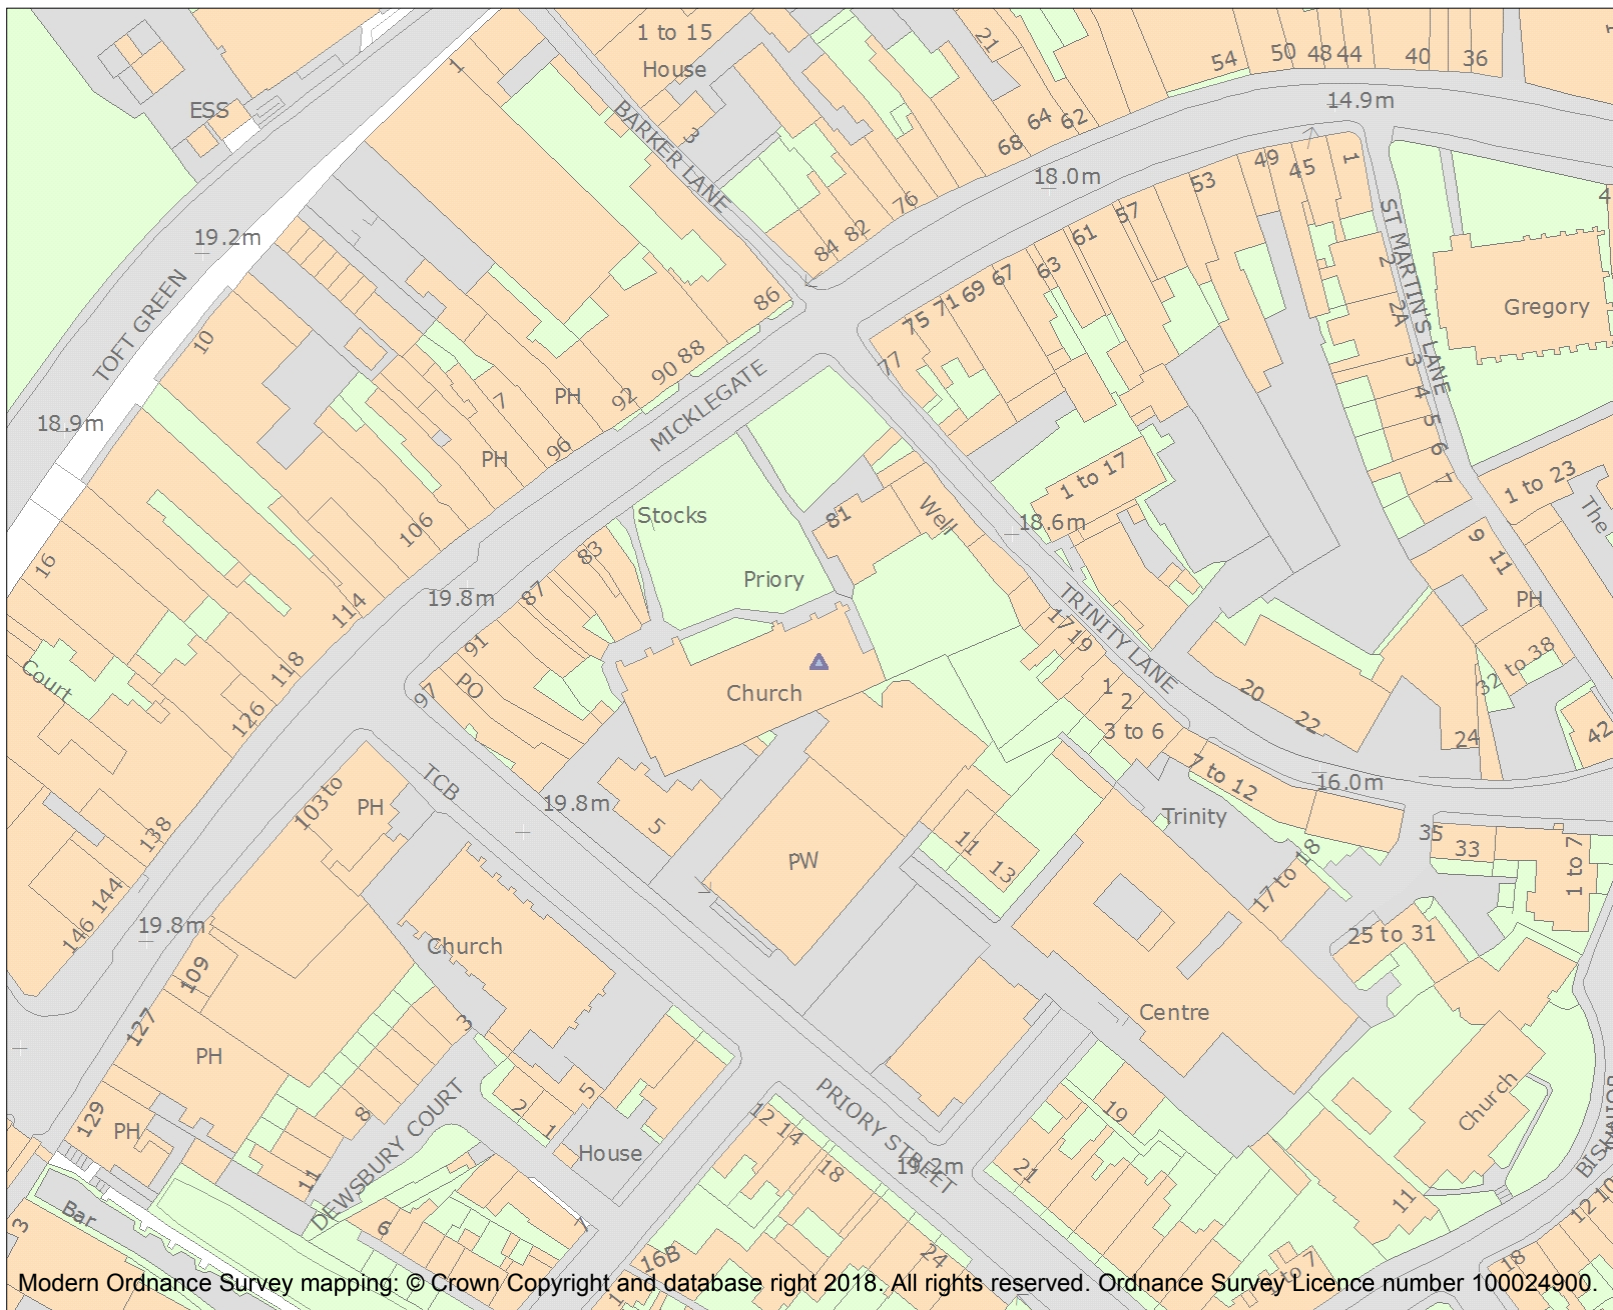 1 to 15
House
21
54
50
48
44
40
36
1
ESS
BARKER LANE
3
68
64
62
14.9m
18.0m
49
45
1
53
57
61
63
67
69
71
75
77
76
82
84
86
ST MARTIN'S LANE
2
2A
3
4
5
6
7
4
Gregory
19.2m
TOFT GREEN
10
18.9m
88
90
92
PH
7
96
PH
MICKLEGATE
106
Stocks
81
Well
1 to 17
18.6m
1 to 23
The
9
11
PH
16
114
19.8m
83
87
91
PO
97
Priory
TRINITY LANE
17
19
Court
118
126
Church
1
2
3 to 6
20
22
24
32 to 38
42
7 to 12
16.0m
TCB
103 to
PH
19.8m
5
PW
11
13
Trinity
17 to 18
35
33
1 to 7
138
144
146
19.8m
Church
25 to 31
109
127
PH
3
Centre
129
PH
8
DEWSBURY COURT
2
1
5
House
12
14
PRIORY STREET
19.2m
18
19
Church
11
Bar
3
6
7
16B
24
21
11
12
10
18
Modern Ordnance Survey mapping: © Crown Copyright and database right 2018. All rights reserved. Ordnance Survey Licence number 100024900.